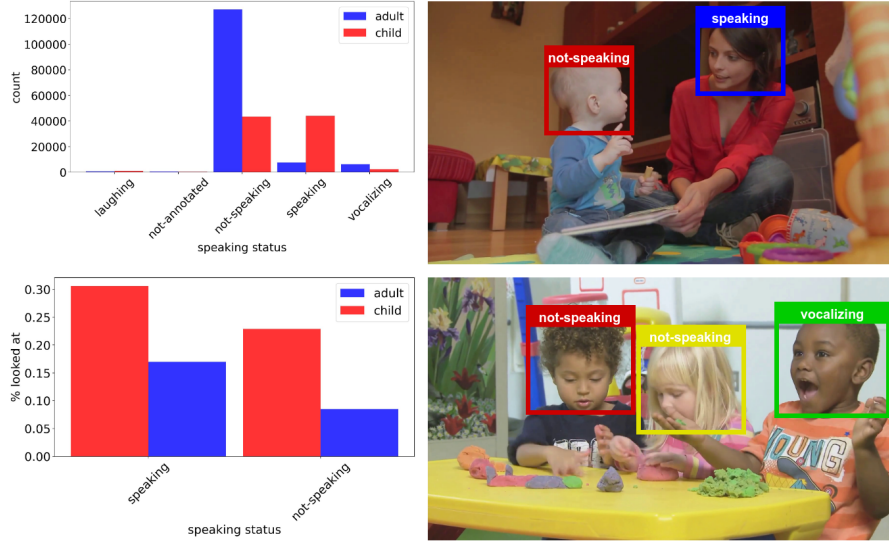 120000
100000
80000
60000
40000
20000
0
count
adult
child
laughing
not-annotated
not-speaking
speaking
vocalizing
speaking status
not-speaking
speaking
0.30
0.25
0.20
0.15
0.10
0.05
0.00
% looked at
adult
child
speaking
not-speaking
speaking status
not-speaking
not-speaking
vocalizing
YOUNG